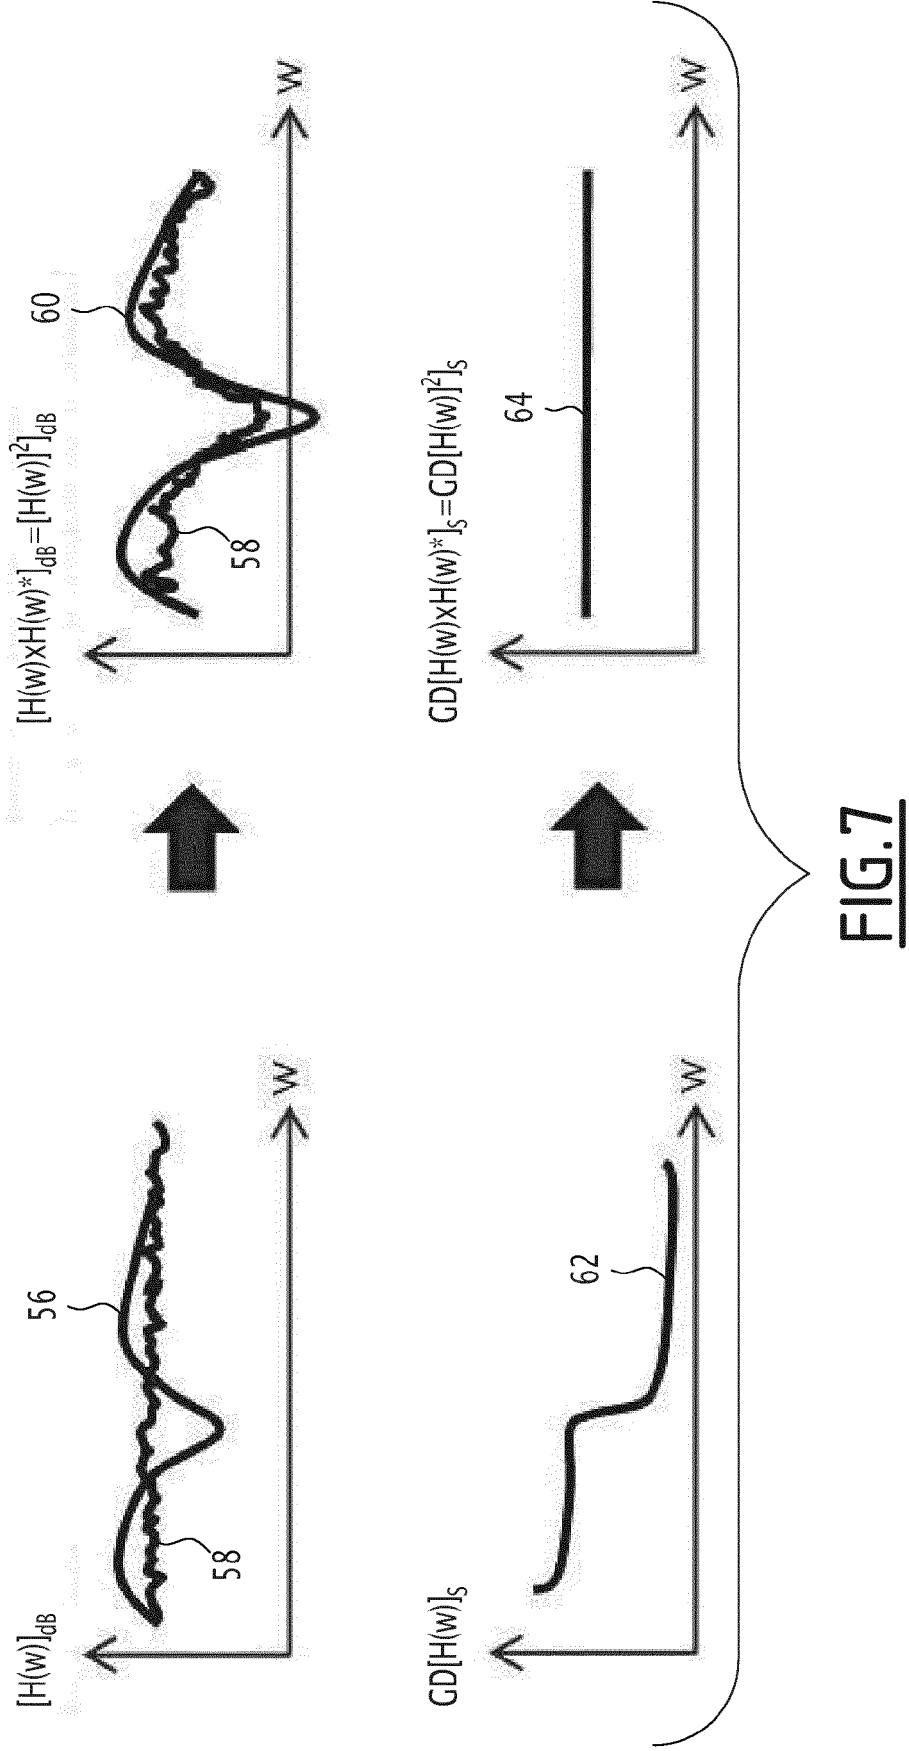 [H(w)]dB
56
58
W
[H(w)xH(w)*]dB=[H(w)]²]dB
60
58
W
GD[H(w)]S
62
W
GD[H(w)xH(w)*]S=GD[H(w)]²]S
64
W
FIG.7